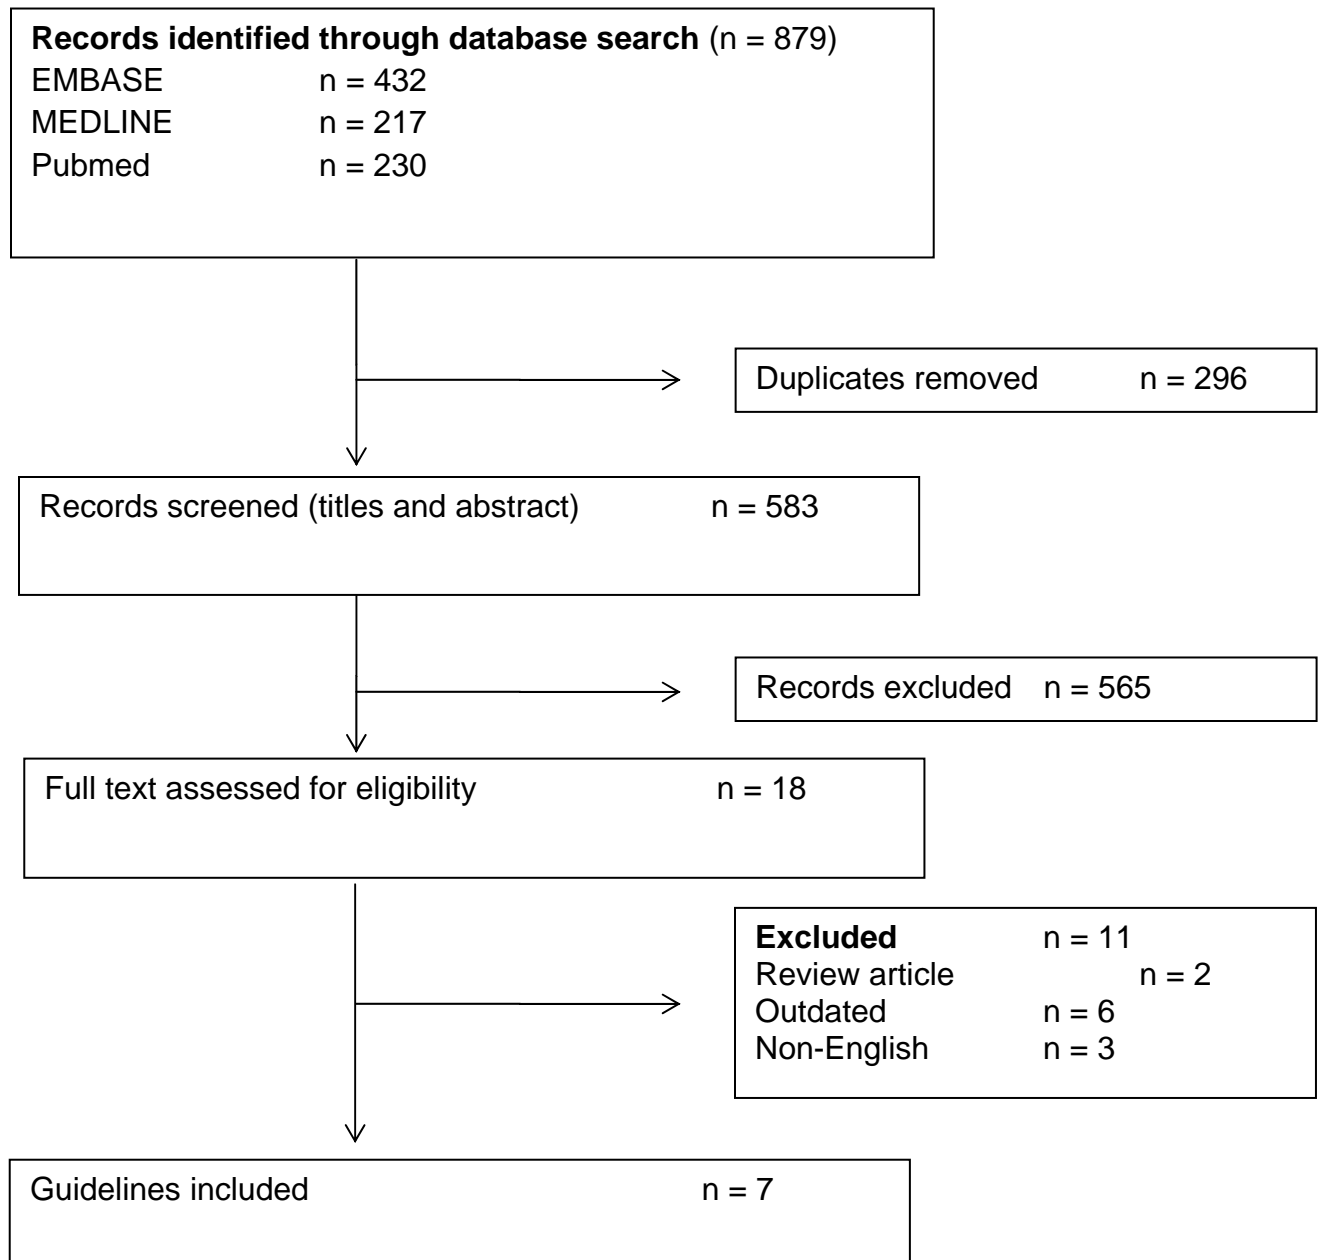 Records identified through database search (n = 879)
EMBASE n = 432
MEDLINE n = 217
Pubmed n = 230
Duplicates removed n = 296
Records screened (titles and abstract) n = 583
Records excluded n = 565
Full text assessed for eligibility n = 18
Excluded n = 11
Review article n = 2
Outdated n = 6
Non-English n = 3
Guidelines included n = 7